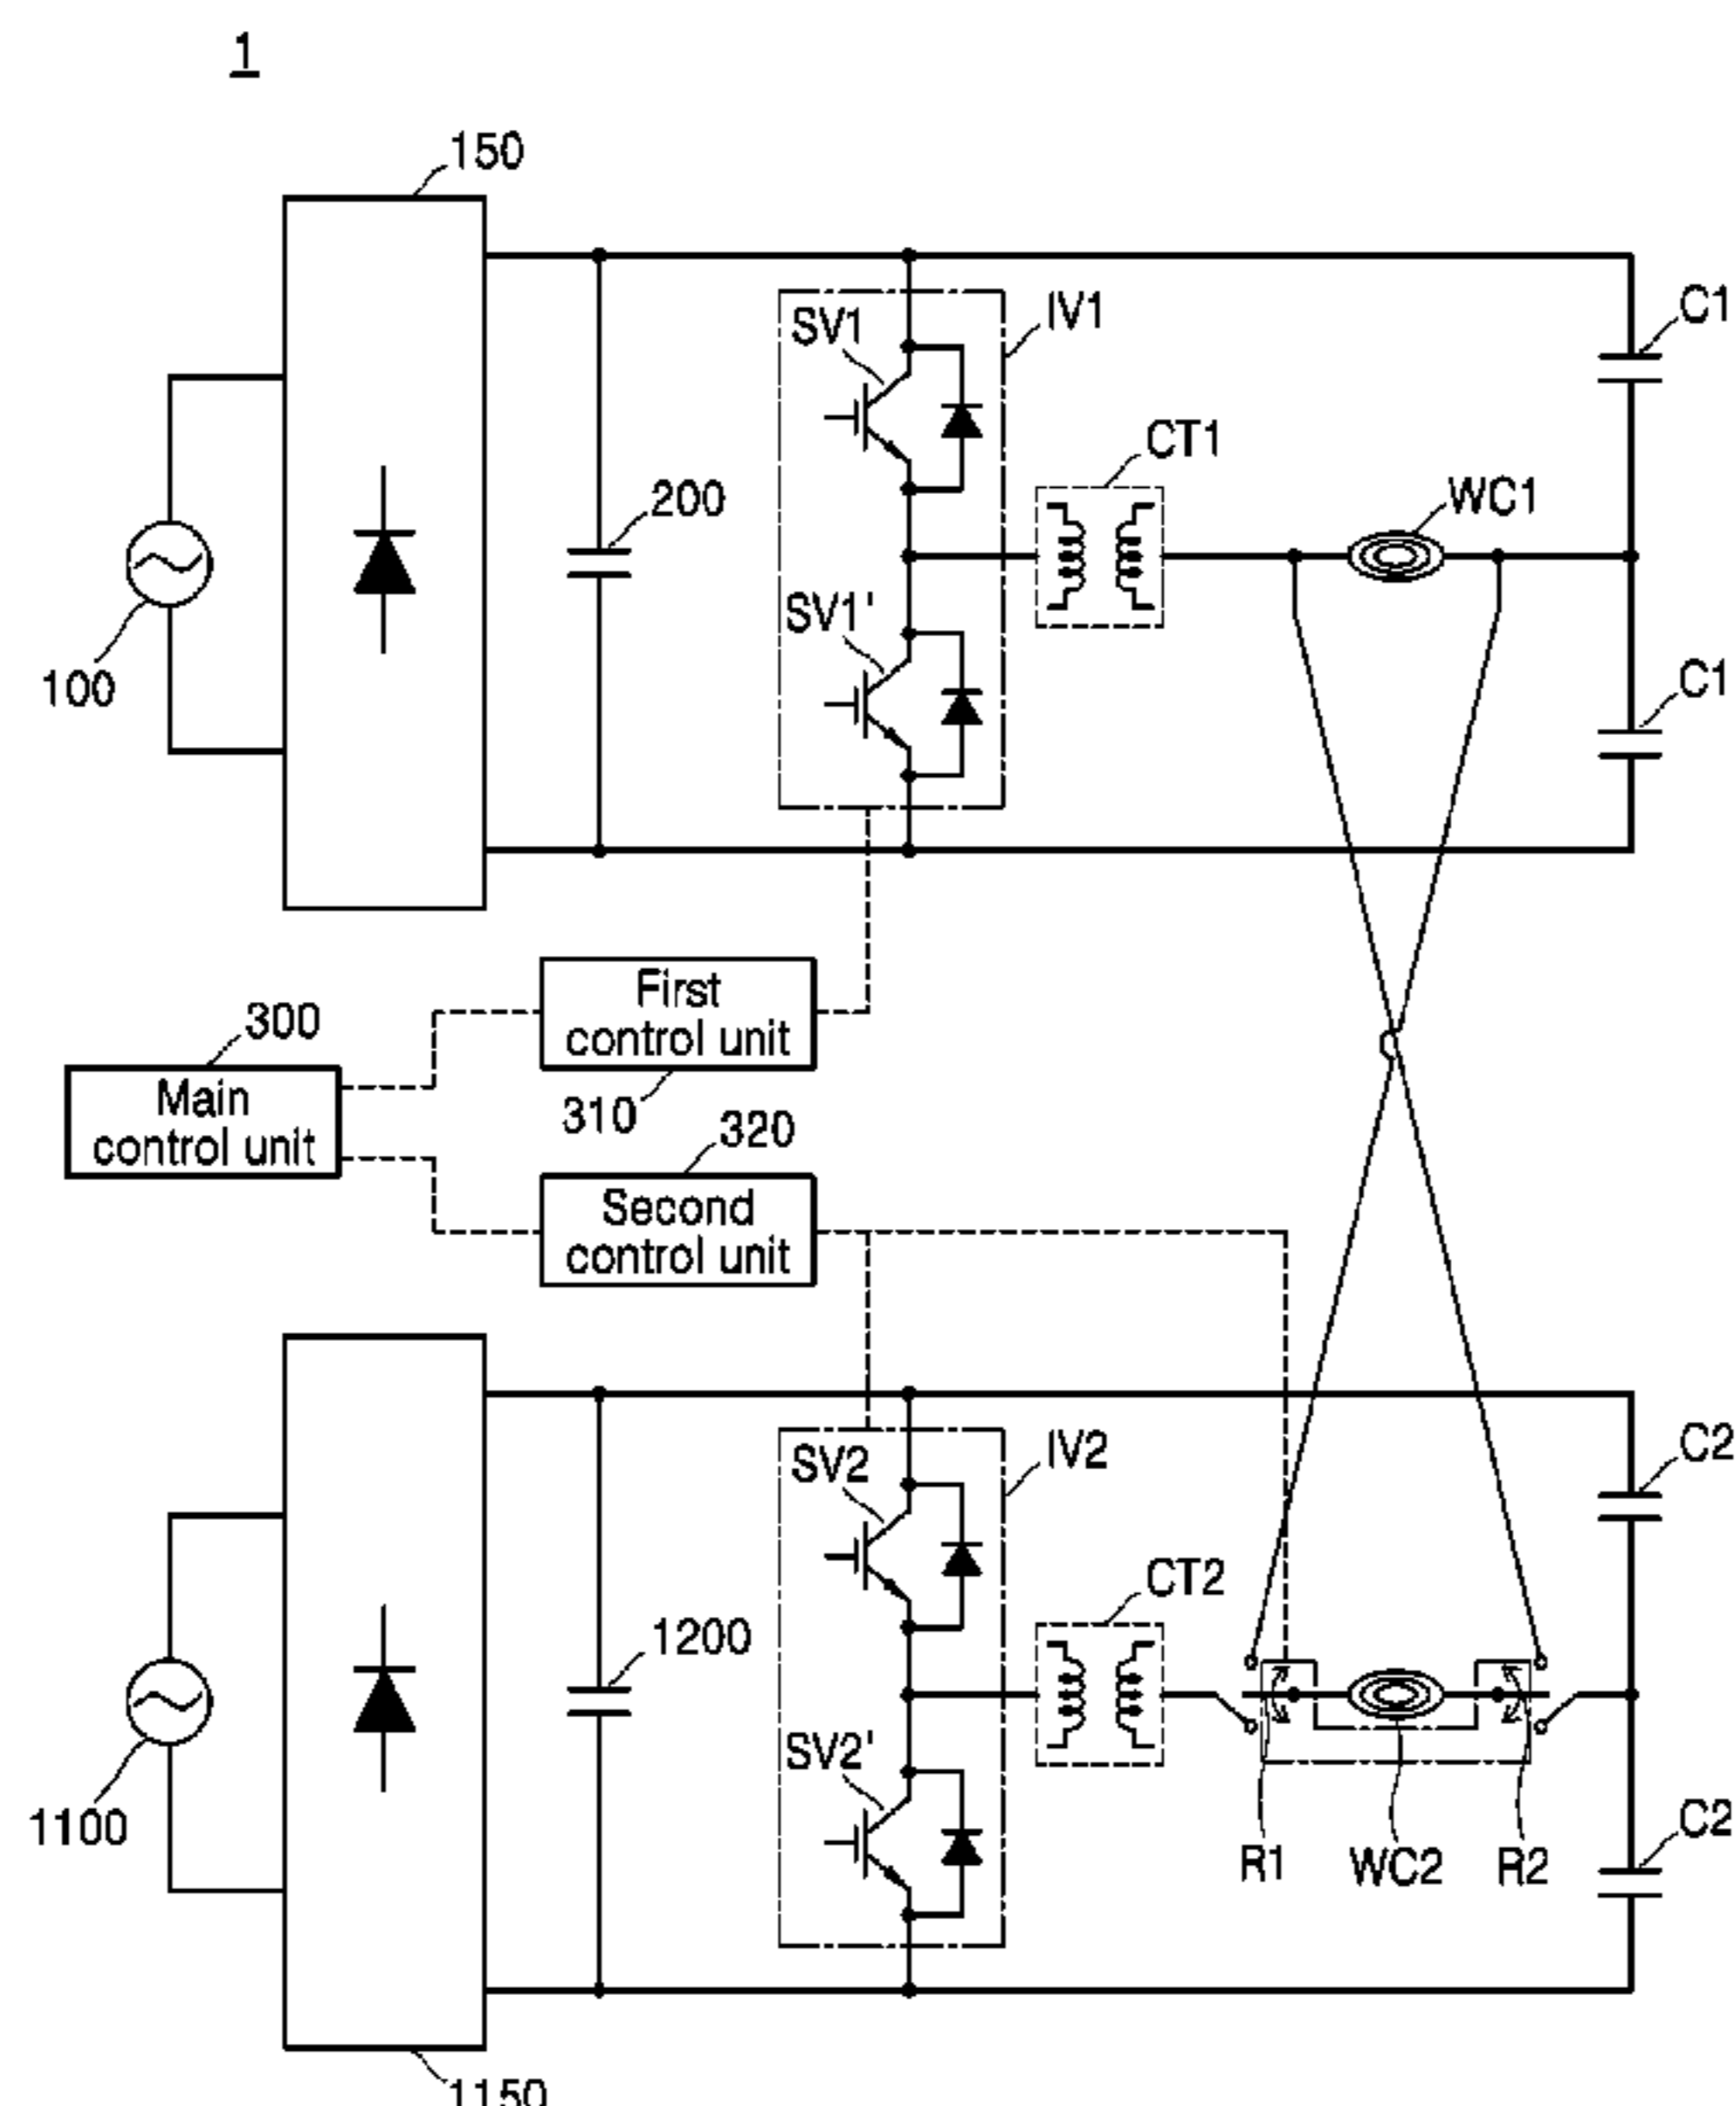 1
150
SV1
IV1
C1
200
CT1
WC1
SV1'
100
C1
First
control unit
310
300
Main
control unit
320
Second
control unit
SV2
IV2
C2
1200
CT2
SV2'
1100
R1
WC2
R2
C2
1150